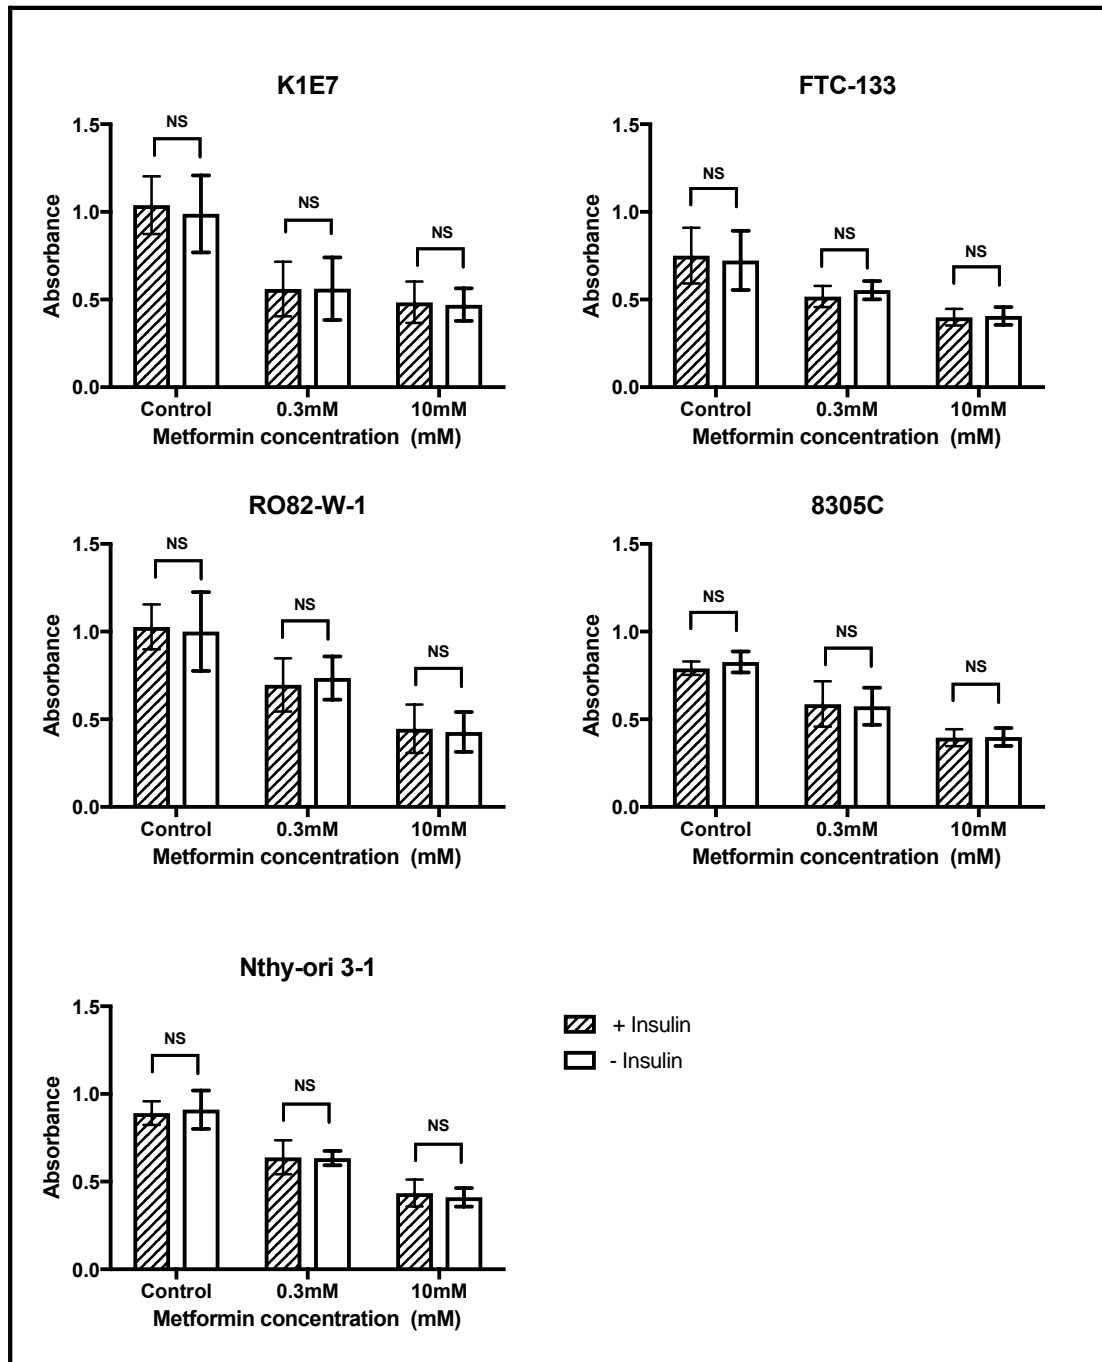 K1E7
NS
NS
NS
1.5
1.0
0.5
0.0
Absorbance
Control 0.3mM 10mM
Metformin concentration (mM)
FTC-133
NS
NS
NS
1.5
1.0
0.5
0.0
Absorbance
Control 0.3mM 10mM
Metformin concentration (mM)
RO82-W-1
NS
NS
NS
1.5
1.0
0.5
0.0
Absorbance
Control 0.3mM 10mM
Metformin concentration (mM)
8305C
NS
NS
NS
1.5
1.0
0.5
0.0
Absorbance
Control 0.3mM 10mM
Metformin concentration (mM)
Nthy-ori 3-1
NS
NS
NS
1.5
1.0
0.5
0.0
Absorbance
Control 0.3mM 10mM
Metformin concentration (mM)
+ Insulin
- Insulin